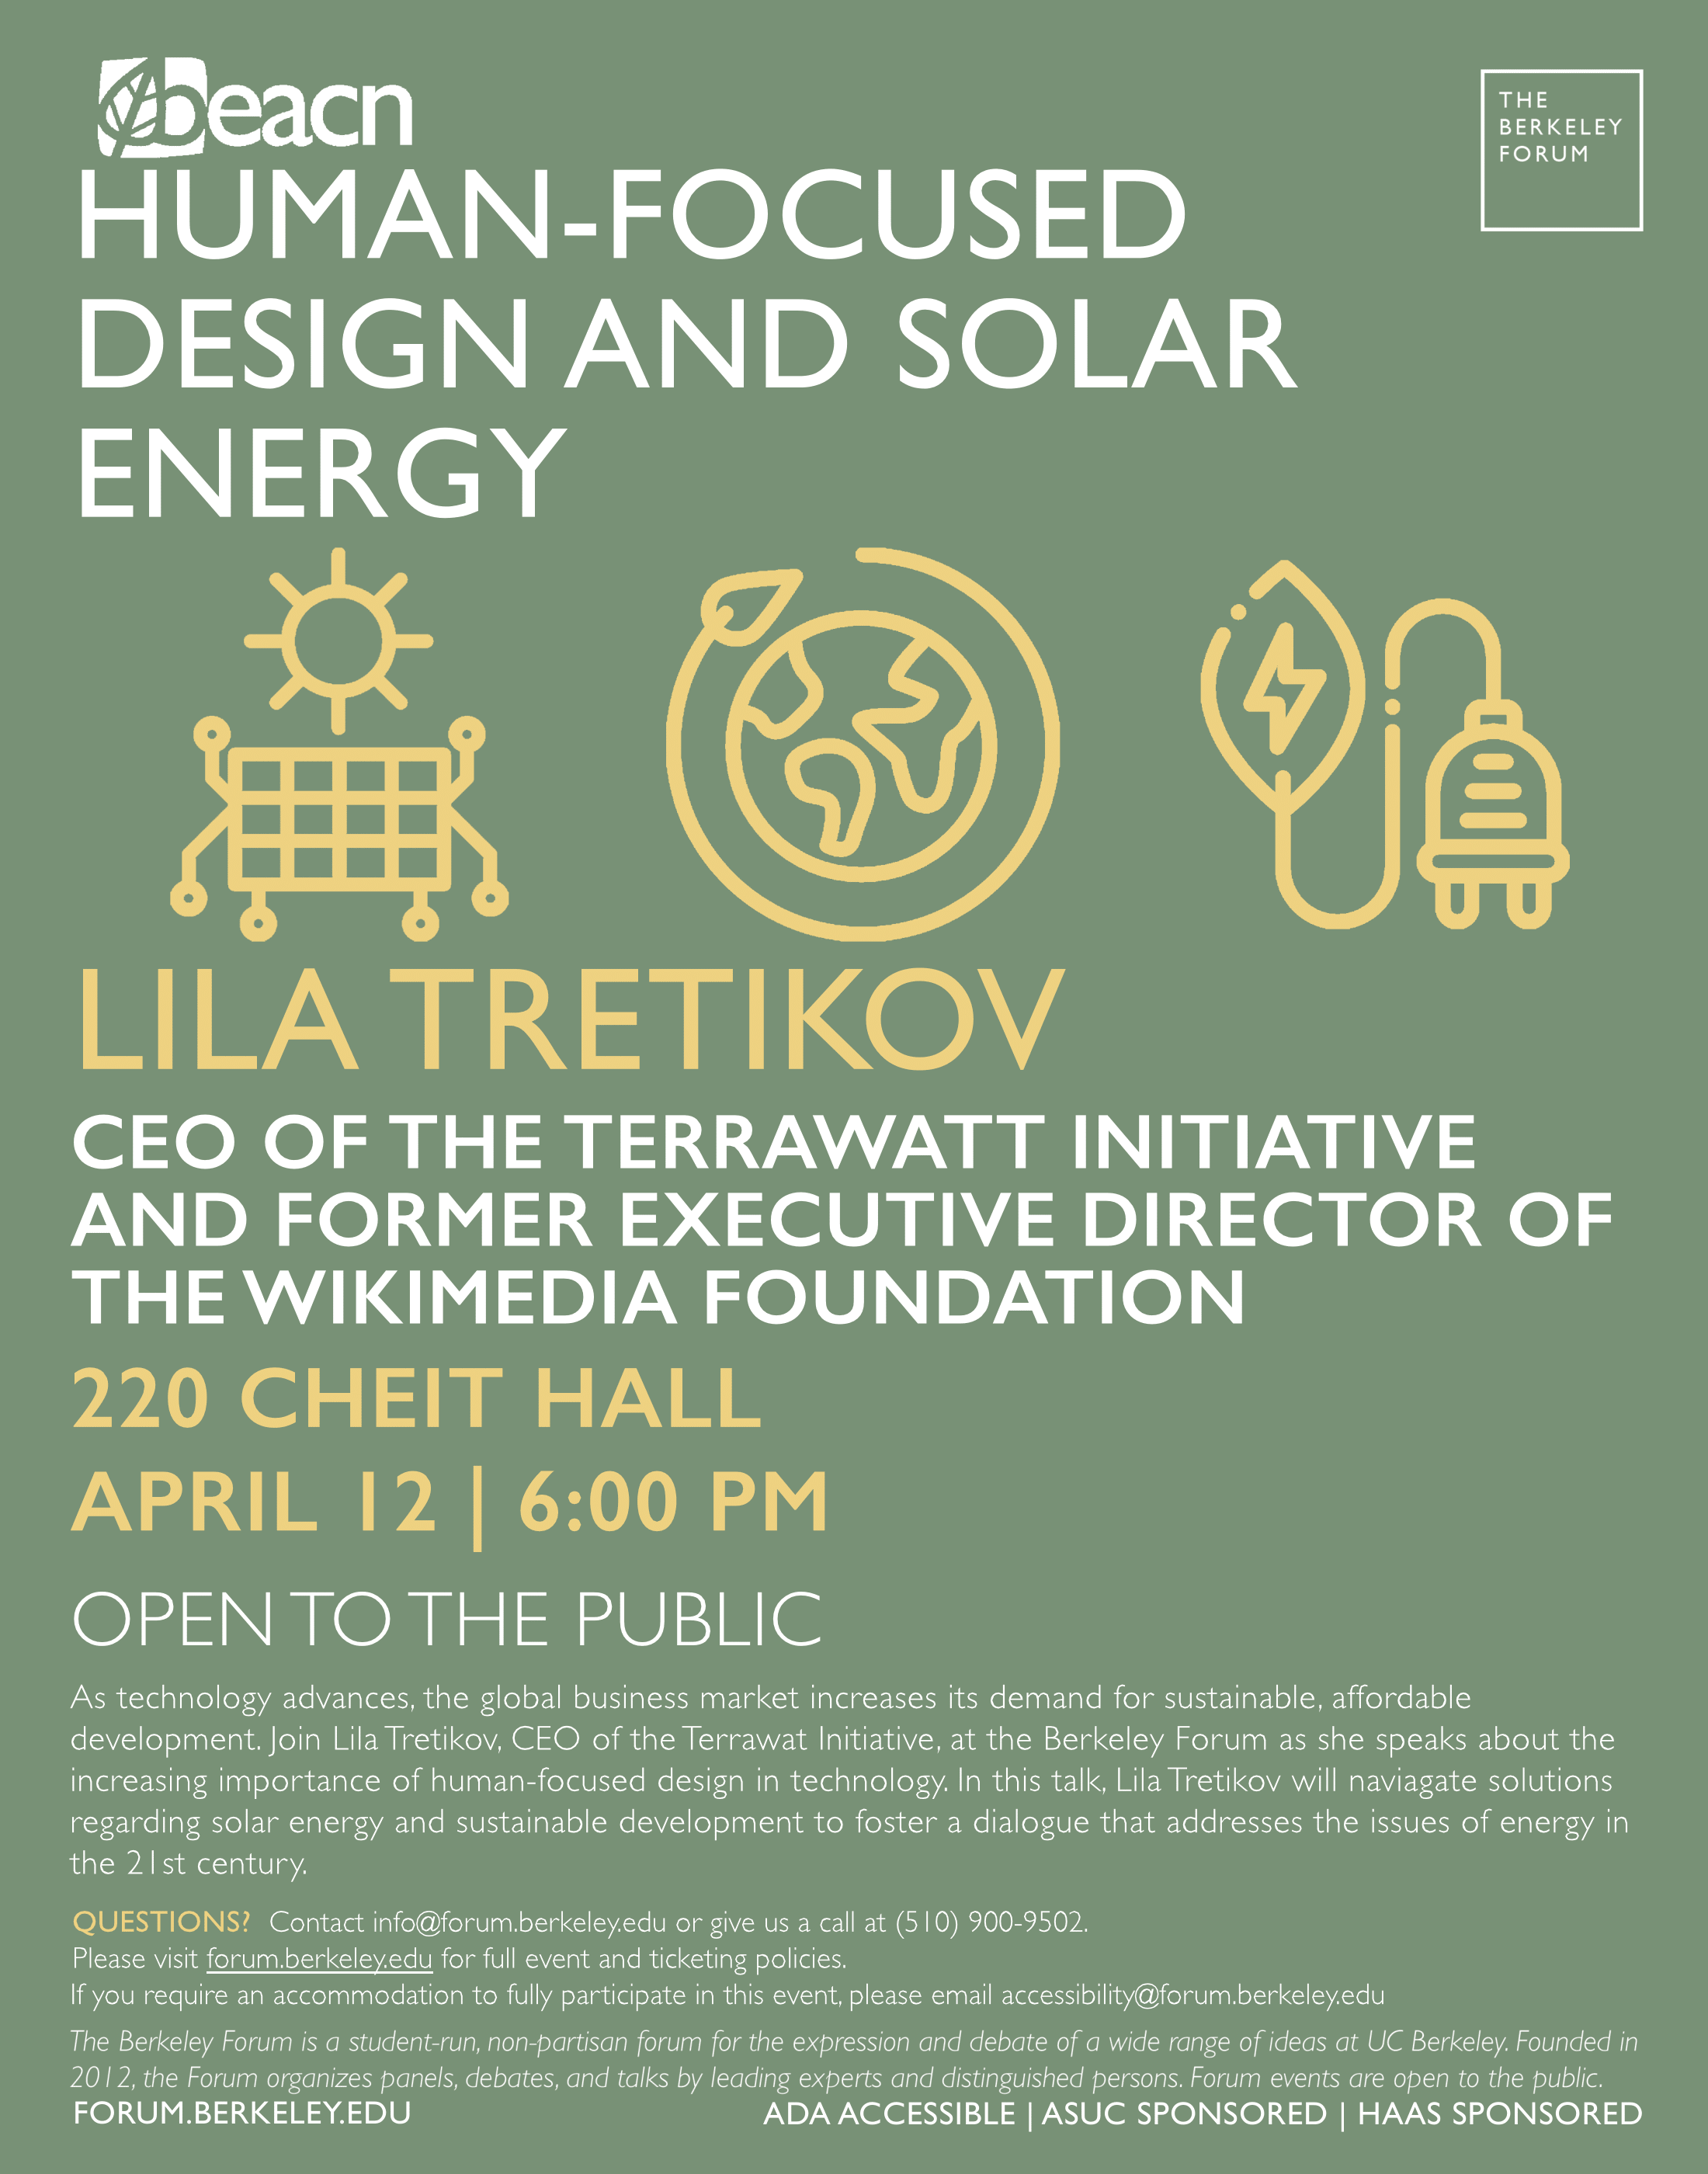 beacn
THE
BERKELEY
FORUM
HUMAN-FOCUSED
DESIGN AND SOLAR
ENERGY
LILA TRETIKOV
CEO OF THE TERRAWATT INITIATIVE
AND FORMER EXECUTIVE DIRECTOR OF
THE WIKIMEDIA FOUNDATION
220 CHEIT HALL
APRIL 12 | 6:00 PM
OPEN TO THE PUBLIC
As technology advances, the global business market increases its demand for sustainable, affordable
development. Join Lila Tretikov, CEO of the Terrawat Initiative, at the Berkeley Forum as she speaks about the
increasing importance of human-focused design in technology. In this talk, Lila Tretikov will naviagate solutions
regarding solar energy and sustainable development to foster a dialogue that addresses the issues of energy in
the 21st century.
QUESTIONS? Contact info@forum.berkeley.edu or give us a call at (510) 900-9502.
Please visit forum.berkeley.edu for full event and ticketing policies.
If you require an accommodation to fully participate in this event, please email accessibility@forum.berkeley.edu
The Berkeley Forum is a student-run, non-partisan forum for the expression and debate of a wide range of ideas at UC Berkeley. Founded in
2012, the Forum organizes panels, debates, and talks by leading experts and distinguished persons. Forum events are open to the public.
FORUM.BERKELEY.EDU
ADA ACCESSIBLE | ASUC SPONSORED | HAAS SPONSORED